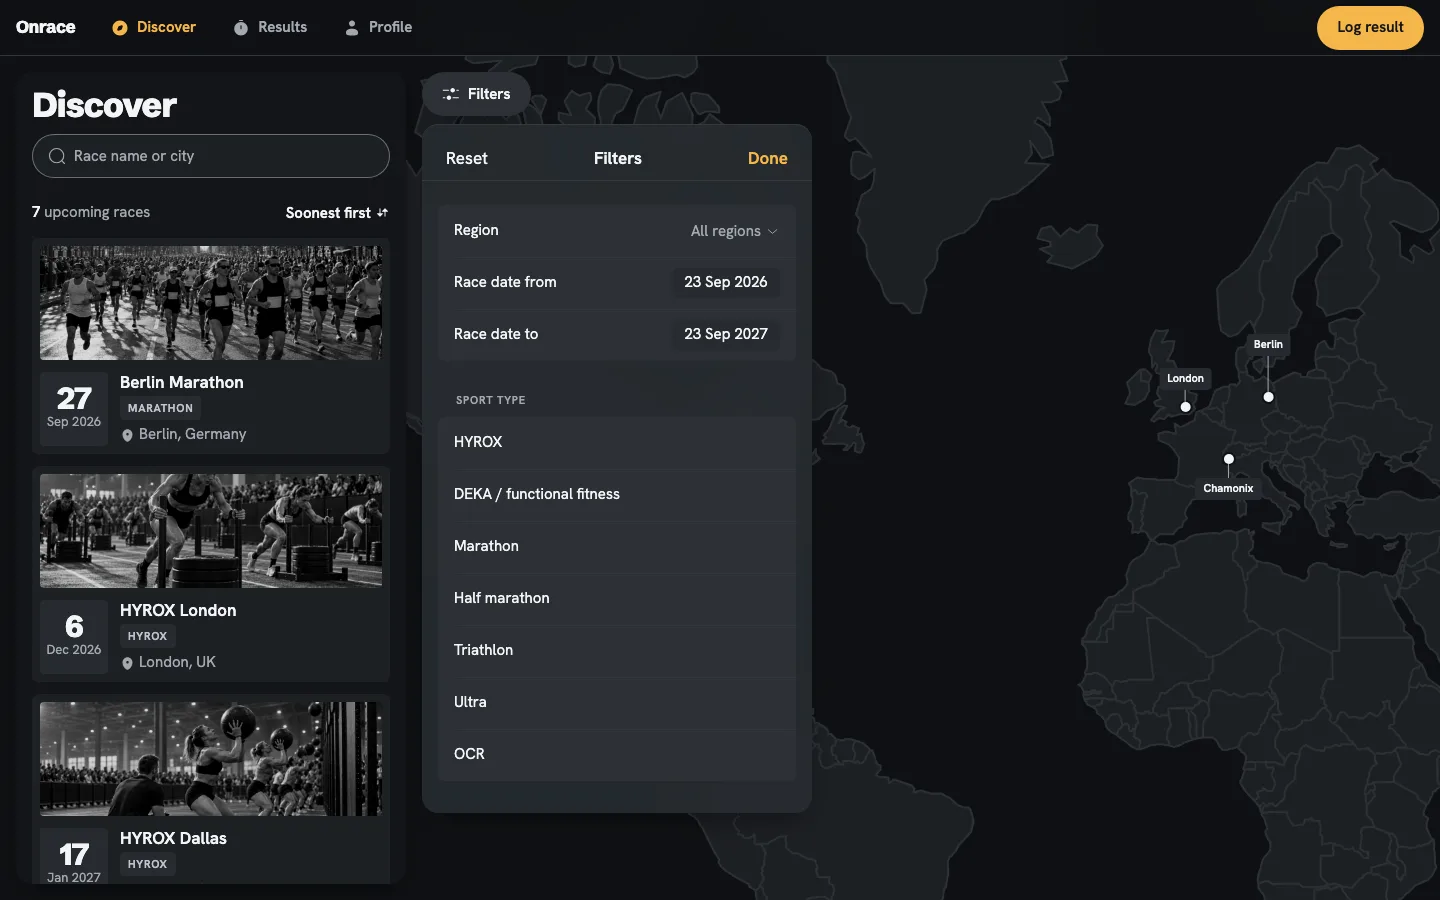 Onrace
Discover
Results
Profile
Log result
Discover
Race name or city
7 upcoming races
Soonest first
27
Sep 2026
Berlin Marathon
MARATHON
Berlin, Germany
6
Dec 2026
HYROX London
HYROX
London, UK
17
Jan 2027
HYROX Dallas
HYROX
Filters
Reset
Filters
Done
Region
All regions
Race date from
23 Sep 2026
Race date to
23 Sep 2027
SPORT TYPE
HYROX
DEKA / functional fitness
Marathon
Half marathon
Triathlon
Ultra
OCR
Berlin
London
Chamonix